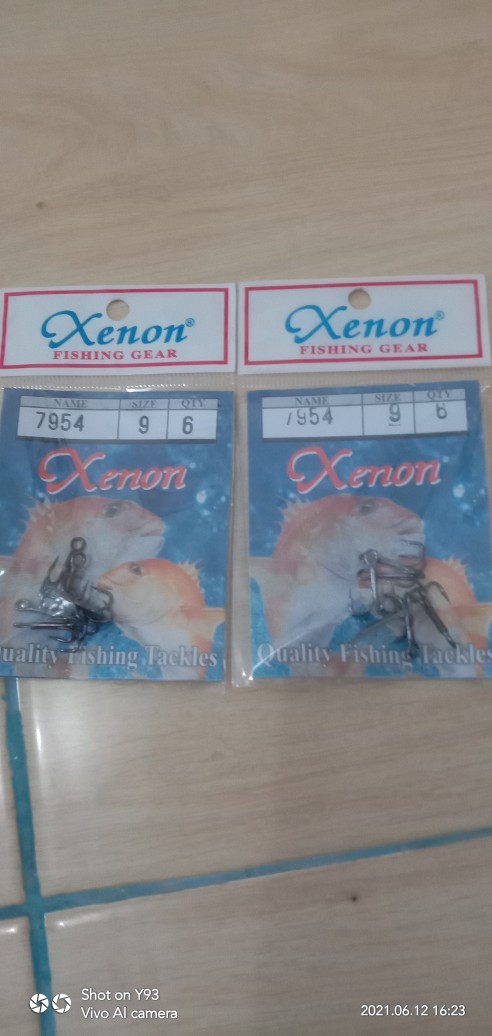 Xenon®
FISHING GEAR
NAME SIZE QTY
7954 9 6
Xenon
Quality Fishing Tackles
Xenon®
FISHING GEAR
NAME SIZE QTY
7954 9 6
Xenon
Quality Fishing Tackles
Shot on Y93
Vivo AI camera
2021.06.12 16:23